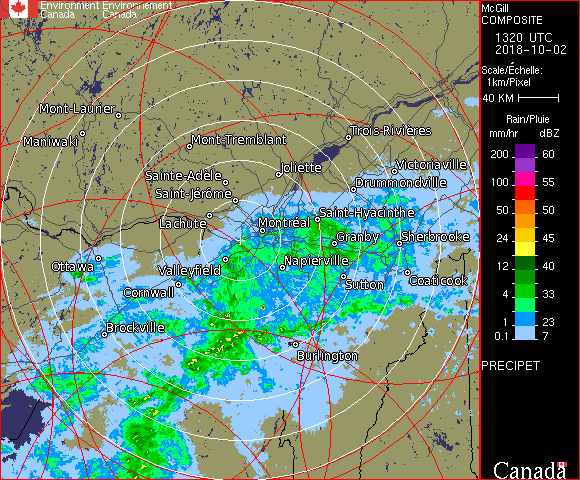 Environment Environnement
Canada Canada
McGill
COMPOSITE
1320 UTC
2018-10-02
Scale/Échelle:
1km/Pixel
40 KM
Rain/Pluie
mm/hr dBZ
200 60
100 55
50 50
24 45
12 40
4 33
1 23
0.1 7
PRECIPET
Canada
Mont-Laurier
Maniwaki
Mont-Tremblant
Trois-Rivières
Victoriaville
Joliette
Sainte-Adèle
Drummondville
Saint-Jérôme
Lachute
Saint-Hyacinthe
Montréal
Granby
Sherbrooke
Ottawa
Valleyfield
Napierville
Coaticook
Cornwall
Sutton
Brockville
Burlington